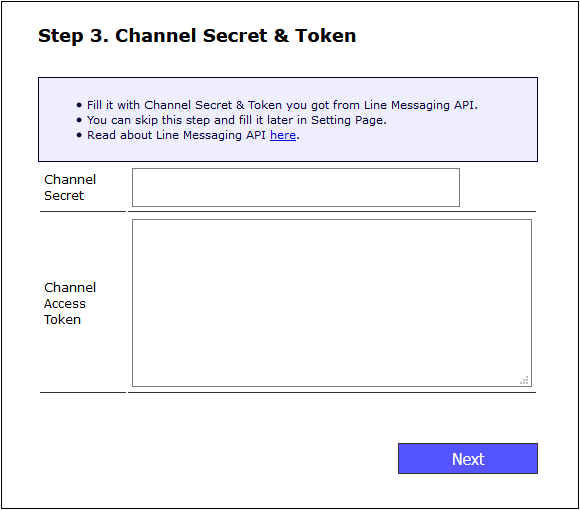 Step 3. Channel Secret & Token
• Fill it with Channel Secret & Token you got from Line Messaging API.
• You can skip this step and fill it later in Setting Page.
• Read about Line Messaging API here.
Channel
Secret
Channel
Access
Token
Next